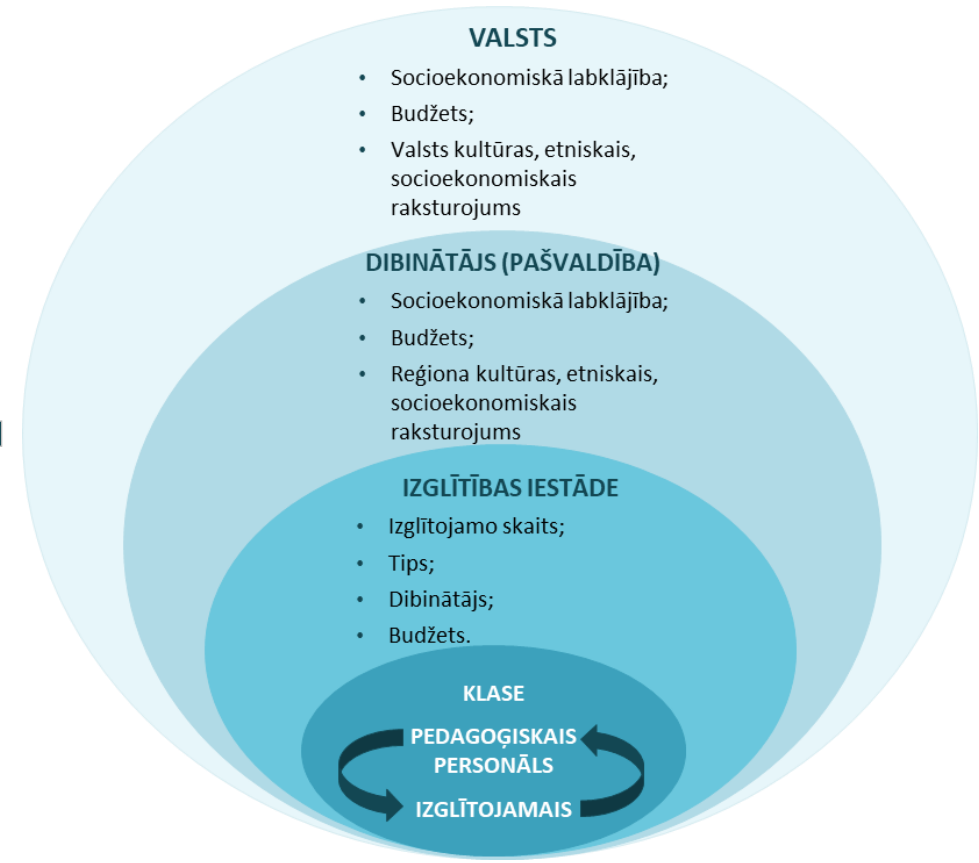 VALSTS
• Socioekonomiskā labklājība;
• Budžets;
• Valsts kultūras, etniskais,
socioekonomiskais
raksturojums
DIBINĀTĀJS (PAŠVALDĪBA)
• Socioekonomiskā labklājība;
• Budžets;
• Reģiona kultūras, etniskais,
socioekonomiskais
raksturojums
IZGLĪTĪBAS IESTĀDE
• Izglītojamo skaits;
• Tips;
• Dibinātājs;
• Budžets.
KLASE
PEDAGOĢISKAIS
PERSONĀLS
IZGLĪTOJAMAIS